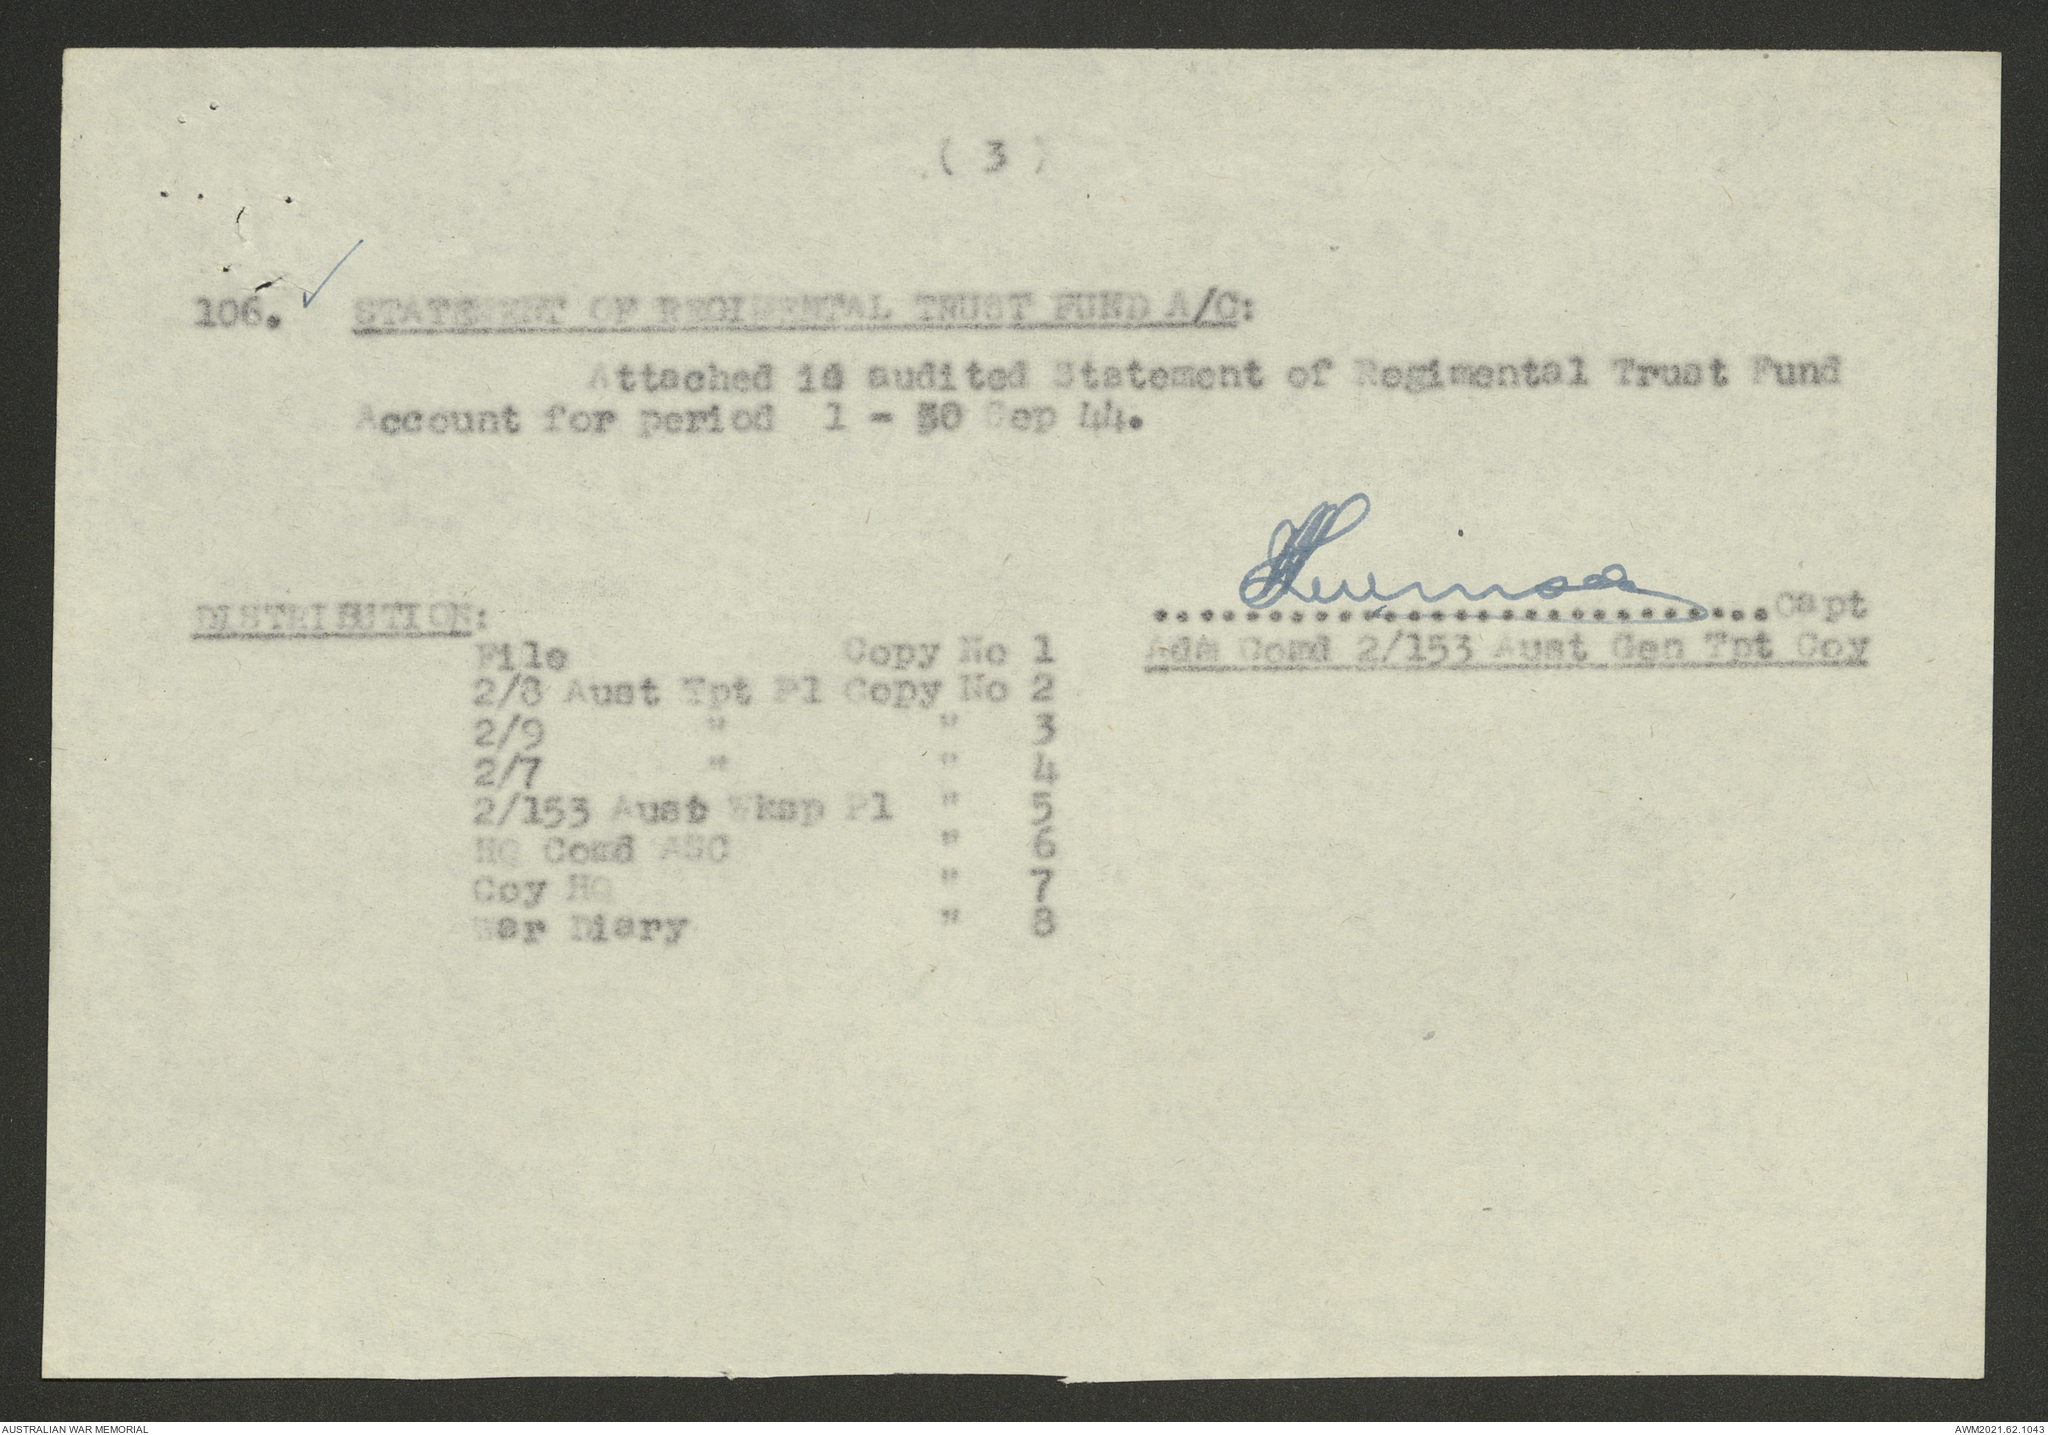 ( 3 )
106. STATEMENT OF REGIMENTAL TRUST FUND A/C:
Attached is audited Statement of Regimental Trust Fund
Account for period 1 - 30 Sep 44.
Capt
DISTRIBUTION:
Adm Comd 2/153 Aust Gen Tpt Coy
File Copy No 1
2/8 Aust Tpt Pl Copy No 2
2/9 " " 3
2/7 " " 4
2/153 Aust Wksp Pl " 5
HQ Comd ASC " 6
Coy HQ " 7
War Diary " 8
AUSTRALIAN WAR MEMORIAL
AWM2021.62.1043